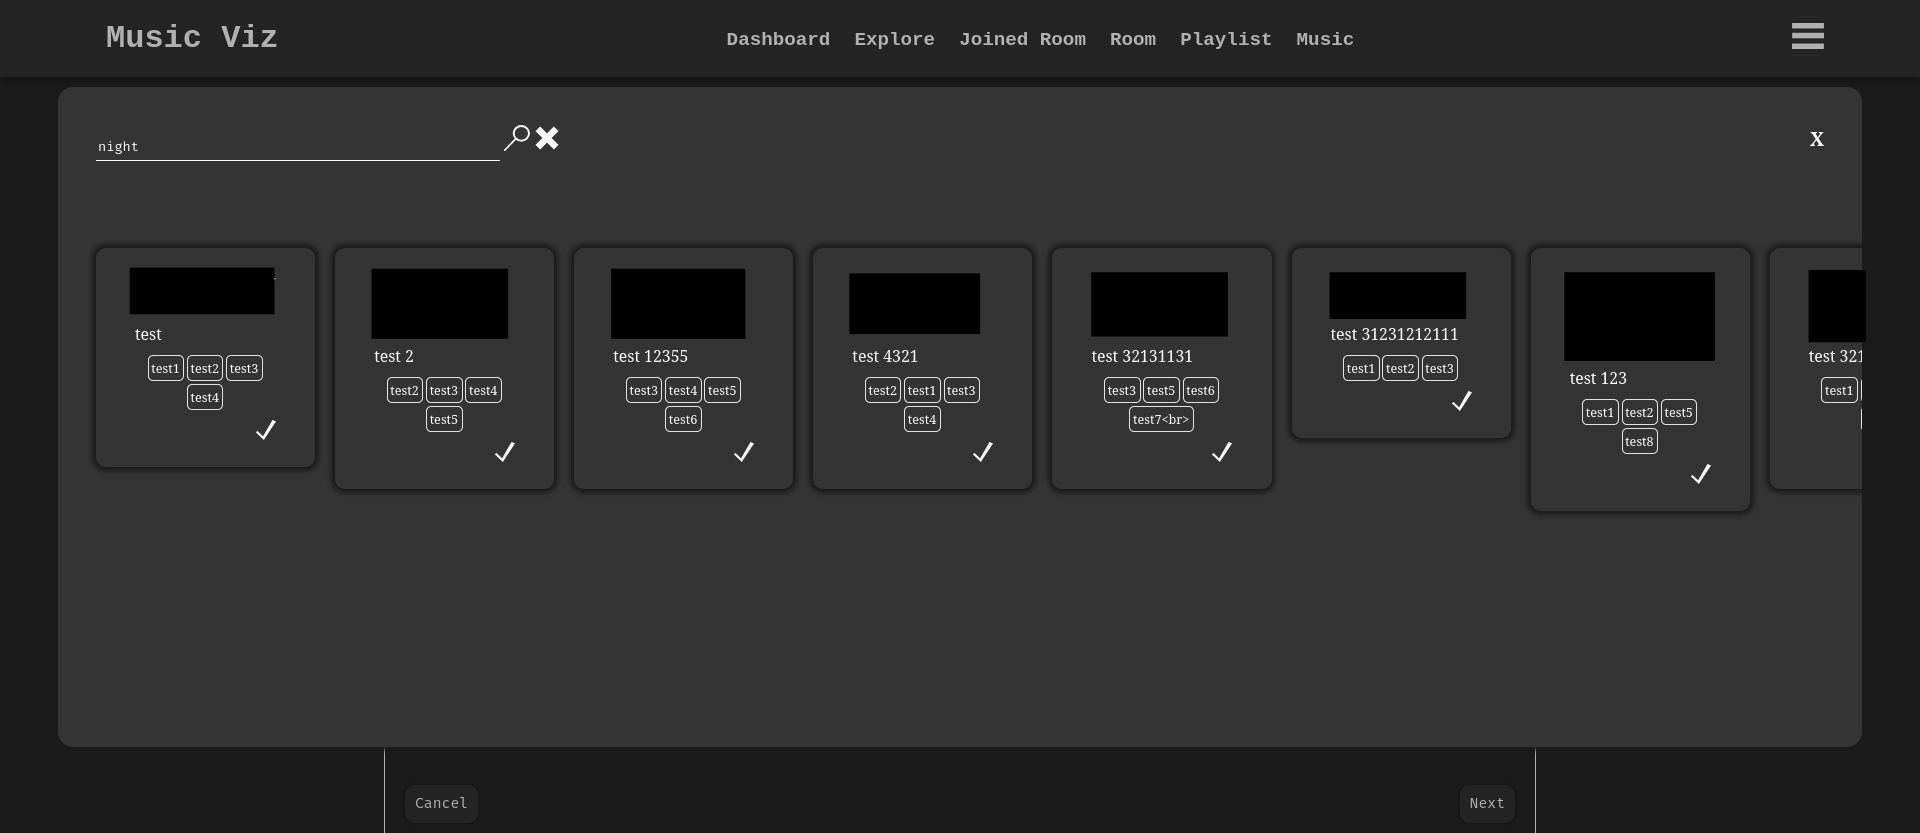 Music Viz
Dashboard Explore Joined Room Room Playlist Music
night
X
test
test1 test2 test3
test4
test 2
test2 test3 test4
test5
test 12355
test3 test4 test5
test6
test 4321
test2 test1 test3
test4
test 32131131
test3 test5 test6
test7<br>
test 31231212111
test1 test2 test3
test 123
test1 test2 test5
test8
test 321
test1
Cancel
Next